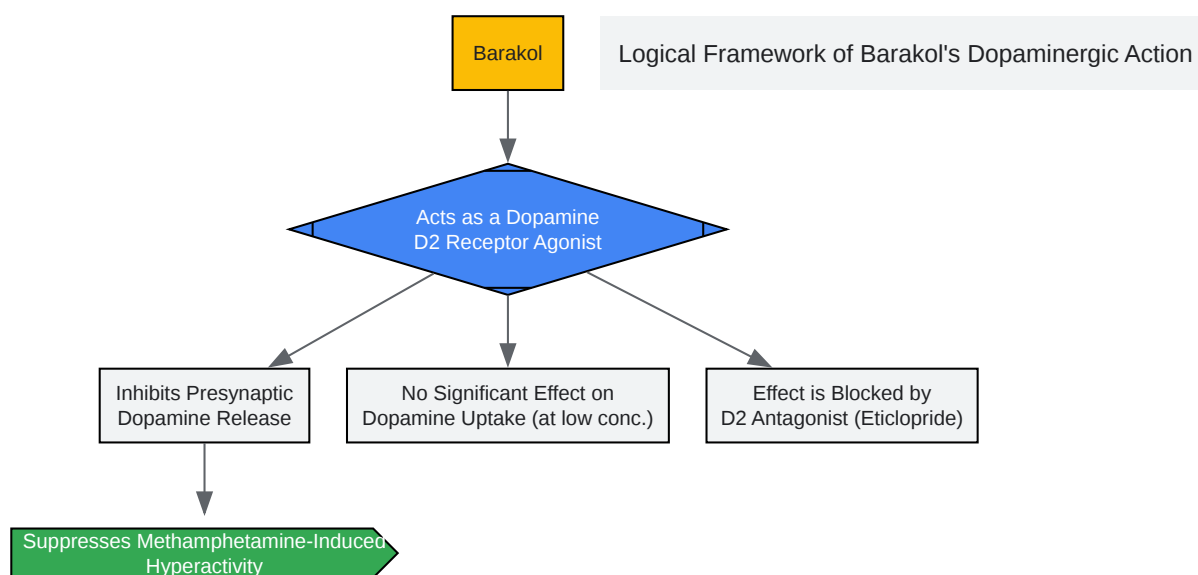 Barakol
Logical Framework of Barakol's Dopaminergic Action
Acts as a Dopamine
D2 Receptor Agonist
Inhibits Presynaptic
Dopamine Release
No Significant Effect on
Dopamine Uptake (at low conc.)
Effect is Blocked by
D2 Antagonist (Eticlopride)
Suppresses Methamphetamine-Induced
Hyperactivity